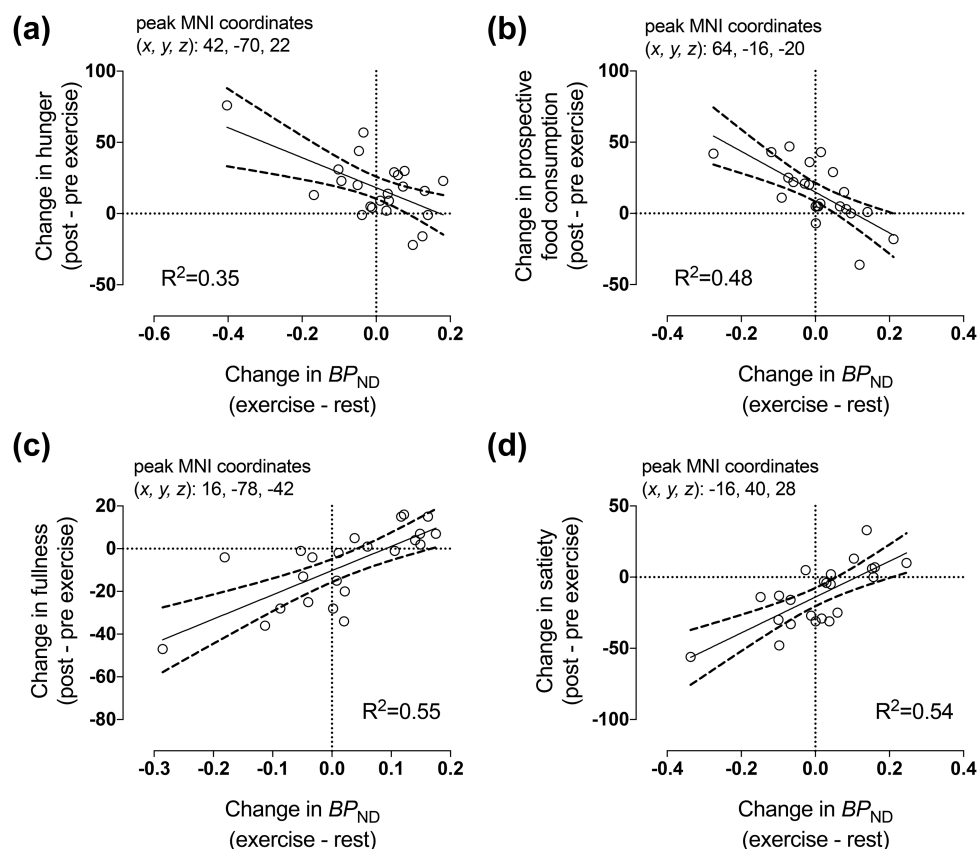 (a)
peak MNI coordinates
(x, y, z): 42, -70, 22
Change in hunger
(post - pre exercise)
100
50
0
-50
R²=0.35
-0.6
-0.4
-0.2
0.0
0.2
Change in BPND
(exercise - rest)
(b)
peak MNI coordinates
(x, y, z): 64, -16, -20
Change in prospective
food consumption
(post - pre exercise)
100
50
0
-50
R²=0.48
-0.4
-0.2
0.0
0.2
0.4
Change in BPND
(exercise - rest)
(c)
peak MNI coordinates
(x, y, z): 16, -78, -42
Change in fullness
(post - pre exercise)
20
0
-20
-40
-60
-80
R²=0.55
-0.3
-0.2
-0.1
0.0
0.1
0.2
Change in BPND
(exercise - rest)
(d)
peak MNI coordinates
(x, y, z): -16, 40, 28
Change in satiety
(post - pre exercise)
50
0
-50
-100
R²=0.54
-0.4
-0.2
0.0
0.2
0.4
Change in BPND
(exercise - rest)